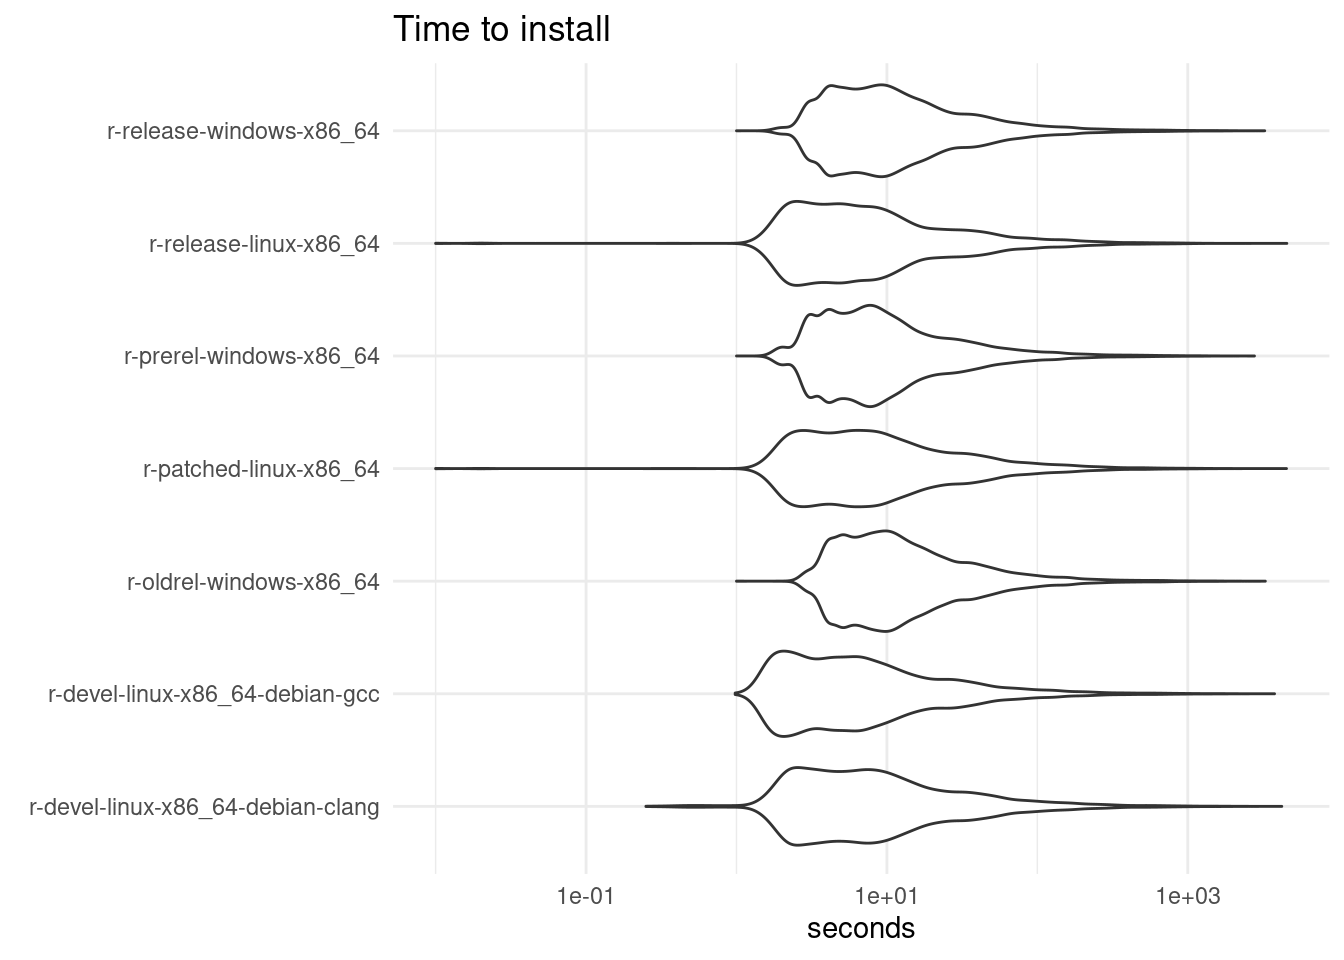 Time to install
r-release-windows-x86_64
r-release-linux-x86_64
r-prerel-windows-x86_64
r-patched-linux-x86_64
r-oldrel-windows-x86_64
r-devel-linux-x86_64-debian-gcc
r-devel-linux-x86_64-debian-clang
1e-01 1e+01 1e+03
seconds